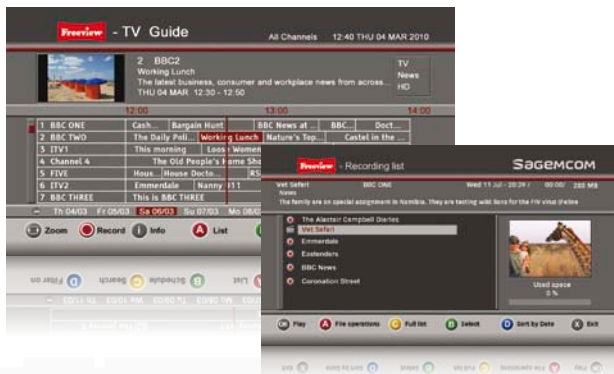 Freeview - TV Guide
All Channels 12:40 THU 04 MAR 2010
2 BBC2
Working Lunch
The latest business, consumer and workplace news from across...
THU 04 MAR 12:30 - 12:50
TV
News
HD
12:00 13:00 14:00
1 BBC ONE Cash... Bargain Hunt BBC News at ... BBC... Doct...
2 BBC TWO The Daily Poli... Working Lunch Nature's Top... Castel in the ...
3 ITV1 This morning Loose Women
4 Channel 4 The Old People's Home Sho
5 FIVE Hous... House Docto... RS
6 ITV2 Emmerdale Nanny 911
7 BBC THREE This is BBC THREE
Th 04/03 Fr 05/03 Sa 06/03 Su 07/03 Mo 08/0
OK Zoom Record i Info A List
Freeview - Recording list SAGEMCOM
Vet Safari BBC ONE Wed 11 Jul - 20:29 / 00:00/ 280 MB
News
The family are on special assignment in Namibia. They are testing wild lions for the FIV virus (Feline
The Alastair Campbell Diaries
Vet Safari
Emmerdale
Eastenders
BBC News
Coronation Street
Used space
0 %
OK Play A File operations C Full list B Select D Sort by Date X Exit